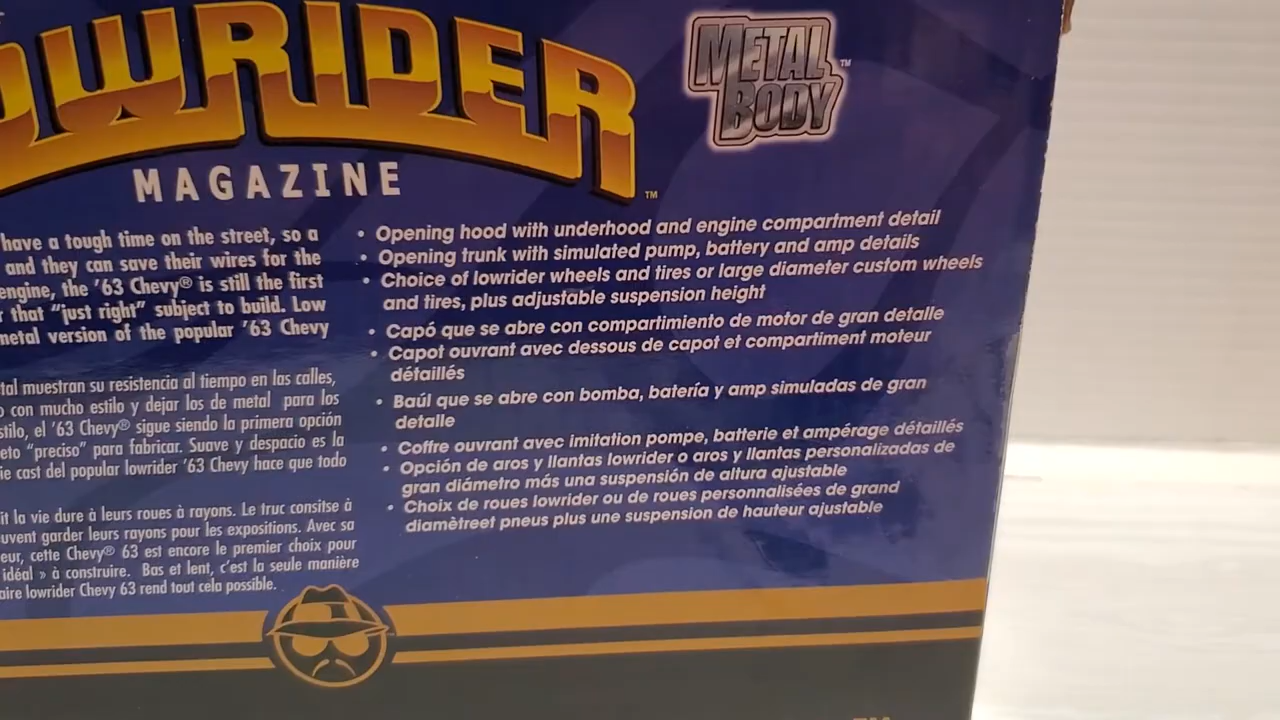 WRIDER
METAL
BODY
TM
TM
MAGAZINE
have a tough time on the street, so a
and they can save their wires for the
engine, the '63 Chevy® is still the first
that "just right" subject to build. Low
metal version of the popular '63 Chevy
muestran su resistencia al tiempo en las calles,
con mucho estilo y dejar los de metal para los
el '63 Chevy® sigue siendo la primera opción
"preciso" para fabricar. Suave y despacio es la
cast del popular lowrider '63 Chevy hace que todo
la vie dure à leurs roues à rayons. Le truc consitse à
garder leurs rayons pour les expositions. Avec sa
cette Chevy® 63 est encore le premier choix pour
idéal » à construire. Bas et lent, c'est la seule manière
lowrider Chevy 63 rend tout cela possible.
• Opening hood with underhood and engine compartment detail
• Opening trunk with simulated pump, battery and amp details
• Choice of lowrider wheels and tires or large diameter custom wheels
and tires, plus adjustable suspension height
• Capó que se abre con compartimiento de motor de gran detalle
• Capot ouvrant avec dessous de capot et compartiment moteur
détaillés
• Baúl que se abre con bomba, batería y amp simuladas de gran
detalle
• Coffre ouvrant avec imitation pompe, batterie et ampérage détaillés
• Opción de aros y llantas lowrider o aros y llantas personalizadas de
gran diámetro más una suspensión de altura ajustable
• Choix de roues lowrider ou de roues personnalisées de grand
diamètreet pneus plus une suspension de hauteur ajustable